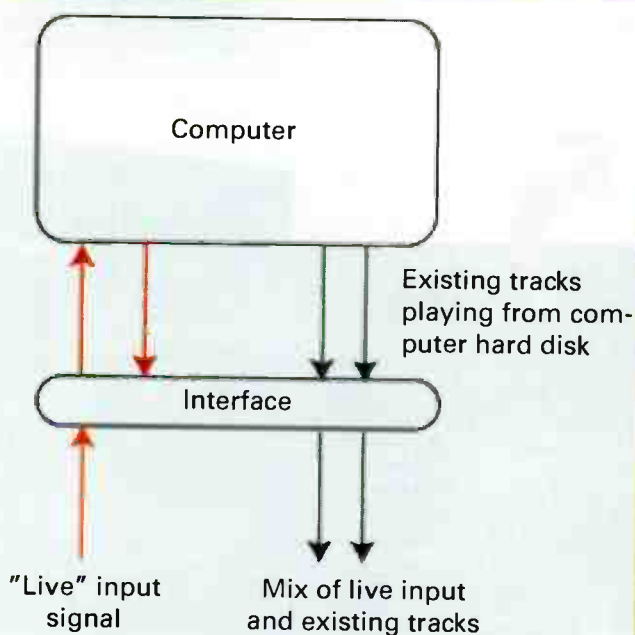 Computer
Existing tracks
playing from com-
puter hard disk
Interface
"Live" input
signal
Mix of live input
and existing tracks